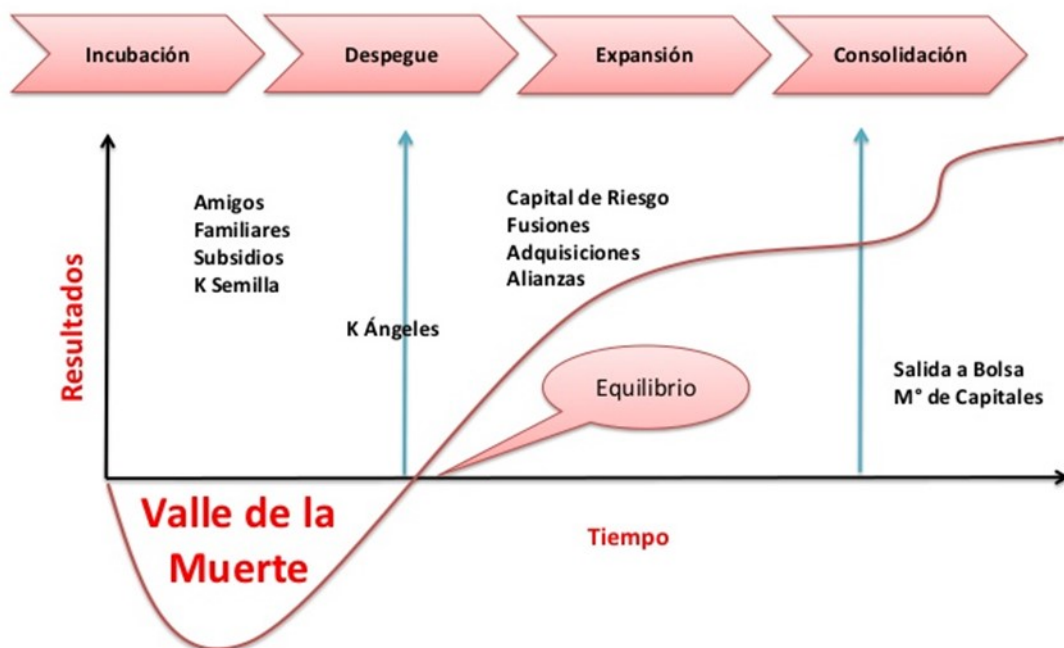 Incubación
Despegue
Expansión
Consolidación
Amigos
Familiares
Subsidios
K Semilla
K Ángeles
Capital de Riesgo
Fusiones
Adquisiciones
Alianzas
Equilibrio
Salida a Bolsa
M° de Capitales
Resultados
Valle de la
Muerte
Tiempo